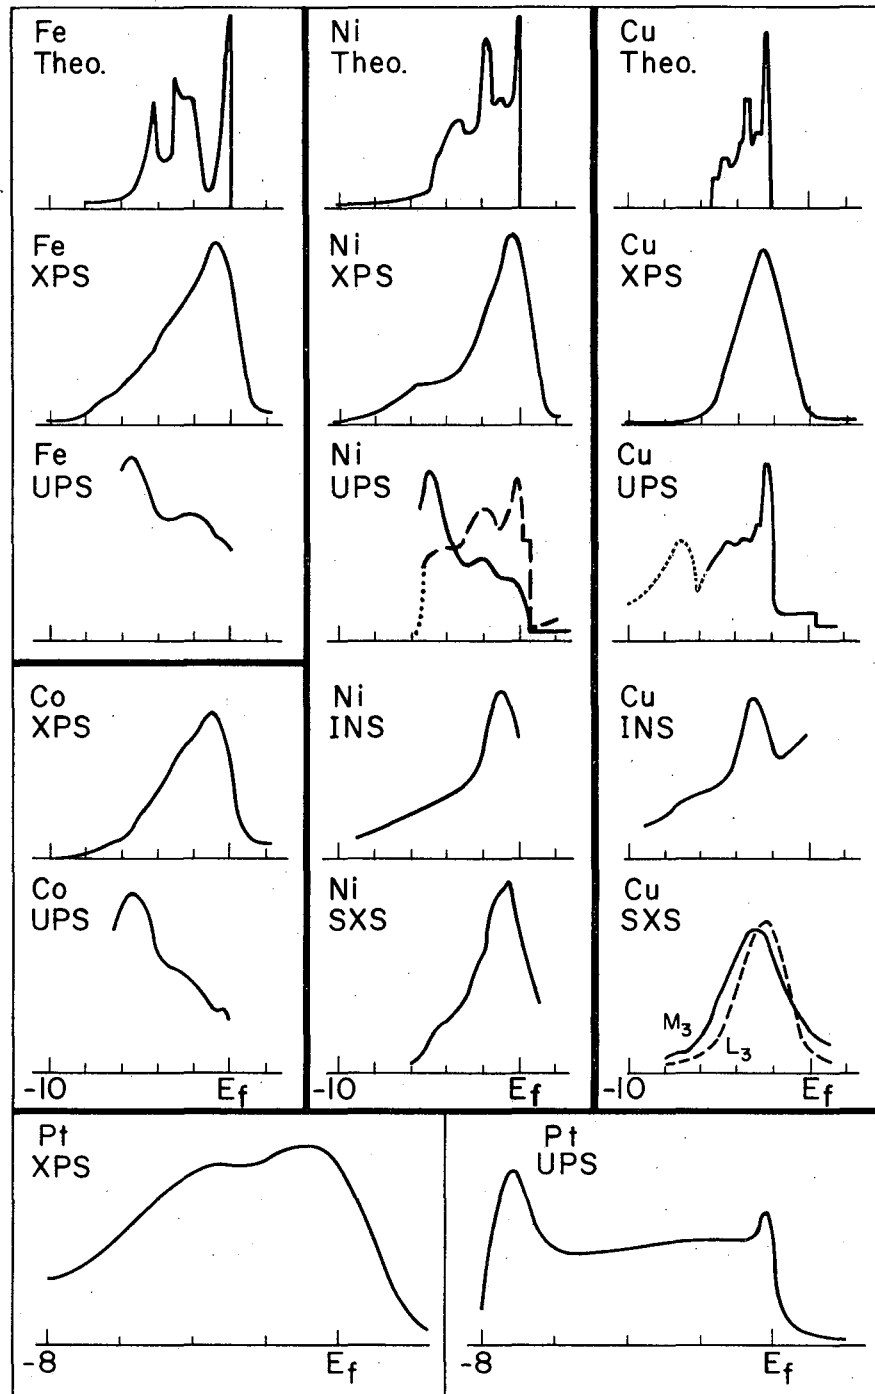 Fe
Theo.
Ni
Theo.
Cu
Theo.
Fe
XPS
Ni
XPS
Cu
XPS
Fe
UPS
Ni
UPS
Cu
UPS
Co
XPS
Ni
INS
Cu
INS
Co
UPS
Ni
SXS
Cu
SXS
M3
L3
-10 Ef
-10 Ef
-10 Ef
Pt
XPS
Pt
UPS
-8 Ef
-8 Ef